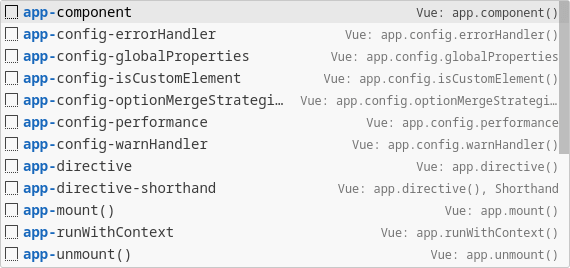 app-component Vue: app.component()
app-config-errorHandler Vue: app.config.errorHandler()
app-config-globalProperties Vue: app.config.globalProperties
app-config-isCustomElement Vue: app.config.isCustomElement()
app-config-optionMergeStrategi… Vue: app.config.optionMergeStrategi…
app-config-performance Vue: app.config.performance
app-config-warnHandler Vue: app.config.warnHandler()
app-directive Vue: app.directive()
app-directive-shorthand Vue: app.directive(), Shorthand
app-mount() Vue: app.mount()
app-runWithContext Vue: app.runWithContext()
app-unmount() Vue: app.unmount()